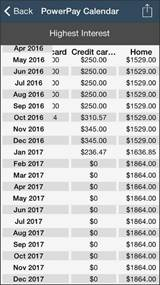 Back PowerPay Calendar
Highest Interest
Apr 2016 card Credit car... Home
May 2016 00 $250.00 $1529.00
Jun 2016 00 $250.00 $1529.00
Jul 2016 00 $250.00 $1529.00
Aug 2016 00 $250.00 $1529.00
Sep 2016 00 $250.00 $1529.00
Oct 2016 04 $310.57 $1529.00
Nov 2016 $345.00 $1529.00
Dec 2016 $345.00 $1529.00
Jan 2017 $236.47 $1636.85
Feb 2017 $0 $1864.00
Mar 2017 $0 $1864.00
Apr 2017 $0 $1864.00
May 2017 $0 $1864.00
Jun 2017 $0 $1864.00
Jul 2017 $0 $1864.00
Aug 2017 $0 $1864.00
Sep 2017 $0 $1864.00
Oct 2017 $0 $1864.00
Nov 2017 $0 $1864.00
Dec 2017 $0 $1864.00